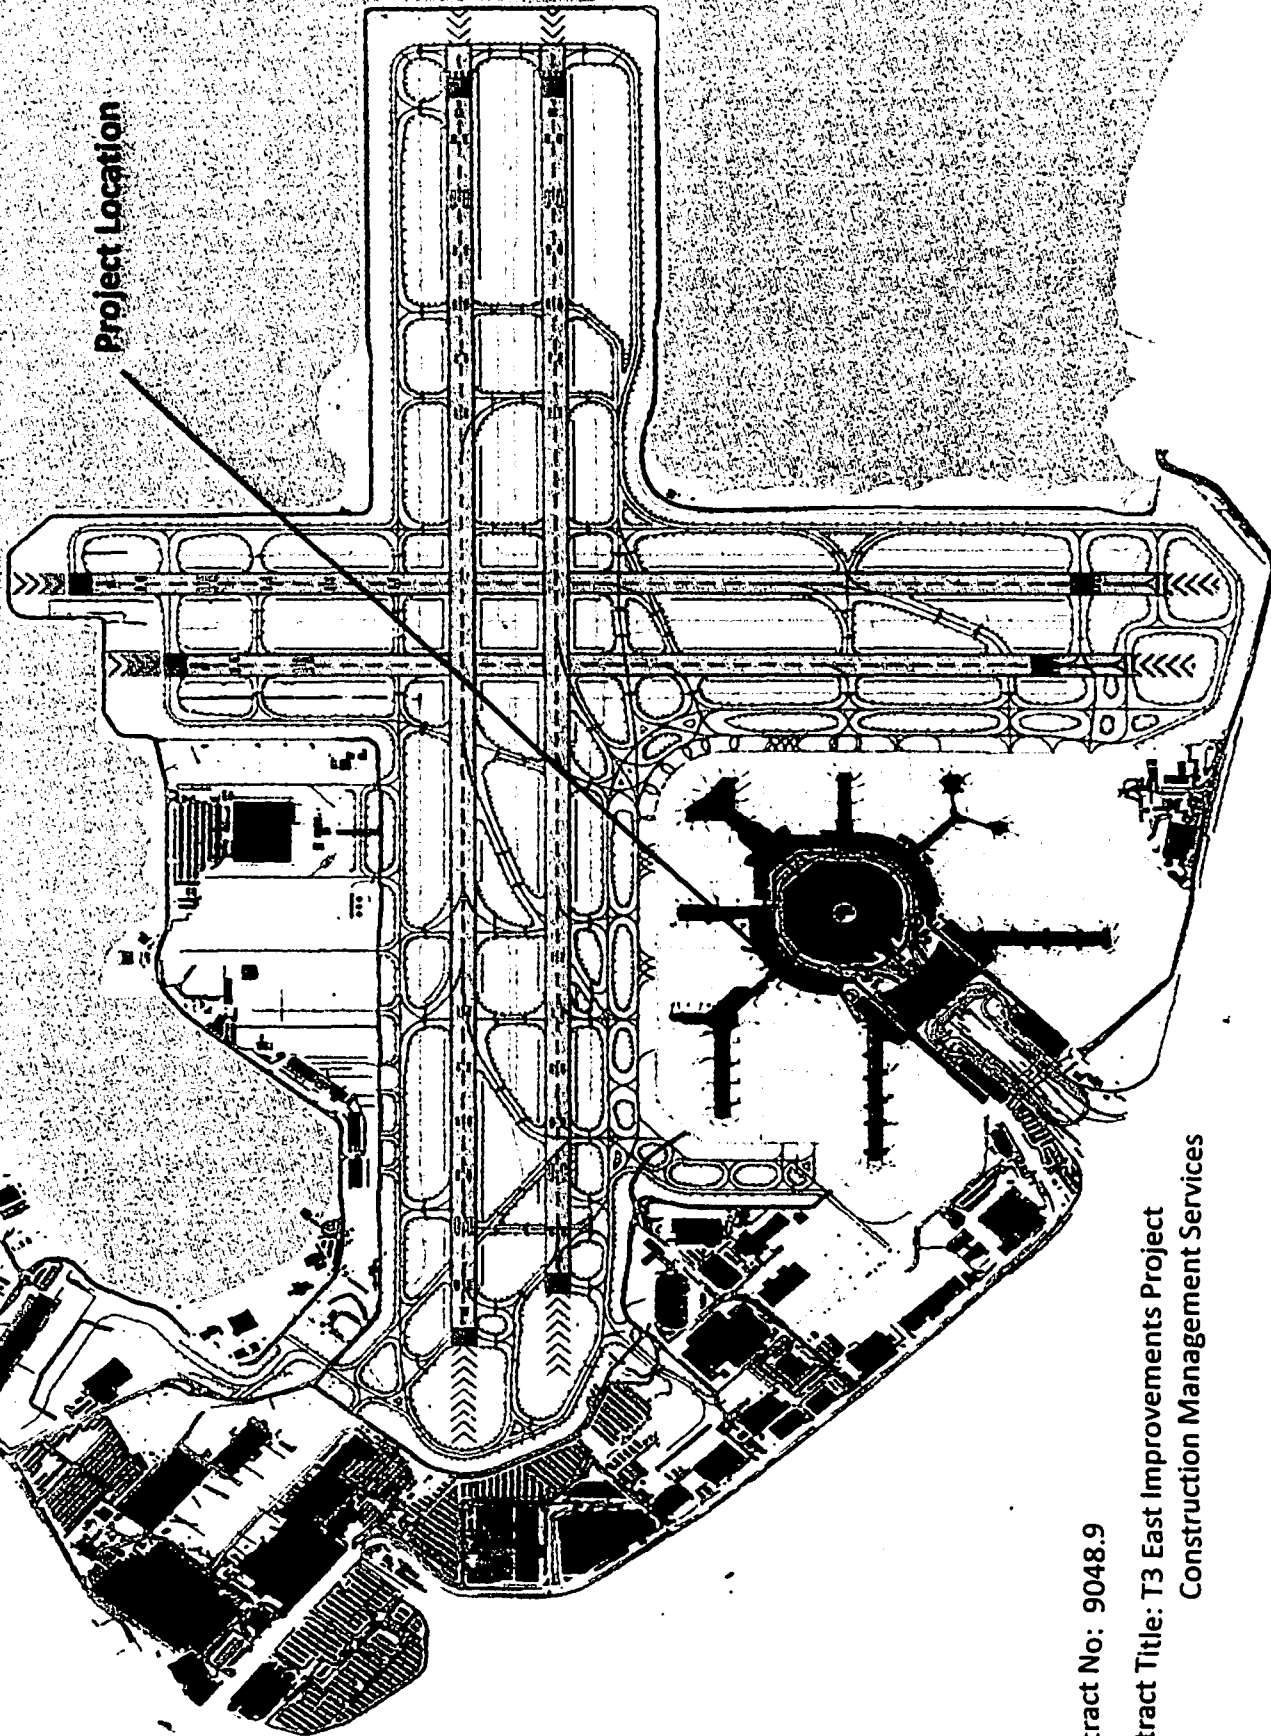 Project Location
tract No: 9048.9
tract Title: T3 East Improvements Project
Construction Management Services